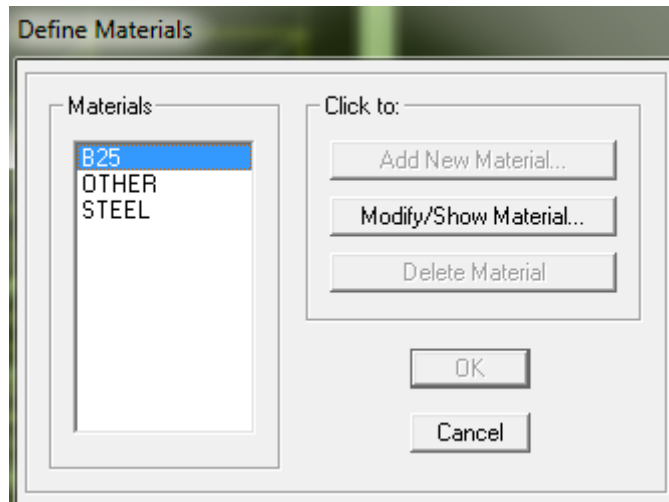 Define Materials
Materials
B25
OTHER
STEEL
Click to:
Add New Material...
Modify/Show Material...
Delete Material
OK
Cancel